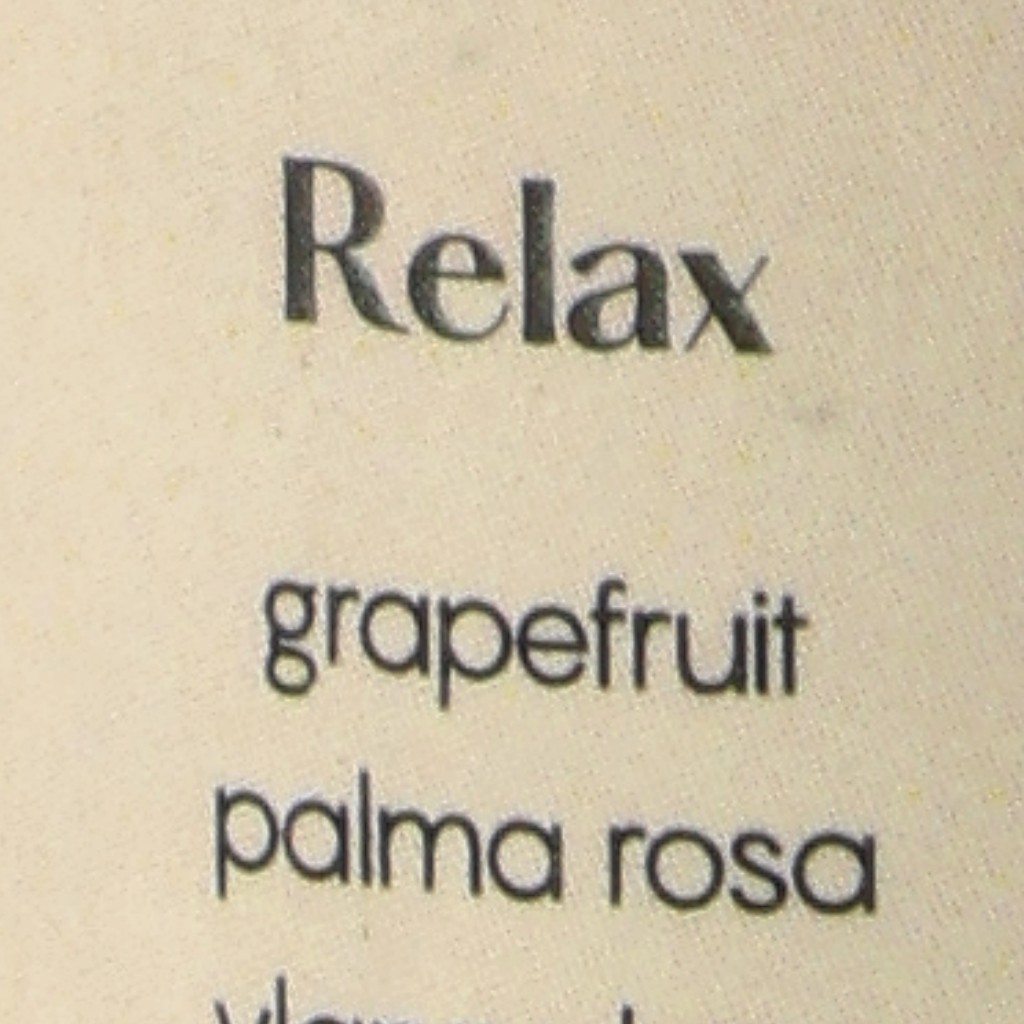 Relax
grapefruit
palma rosa